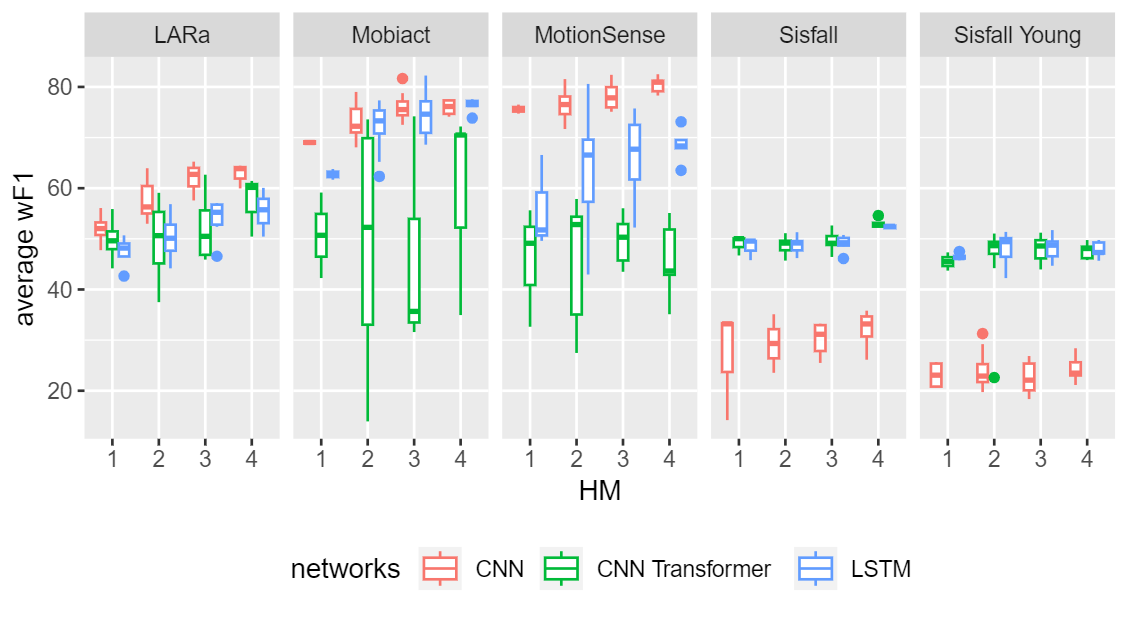 LARa Mobiact MotionSense Sisfall Sisfall Young
average wF1
80
60
40
20
1 2 3 4 1 2 3 4 1 2 3 4 1 2 3 4 1 2 3 4
HM
networks CNN CNN Transformer LSTM